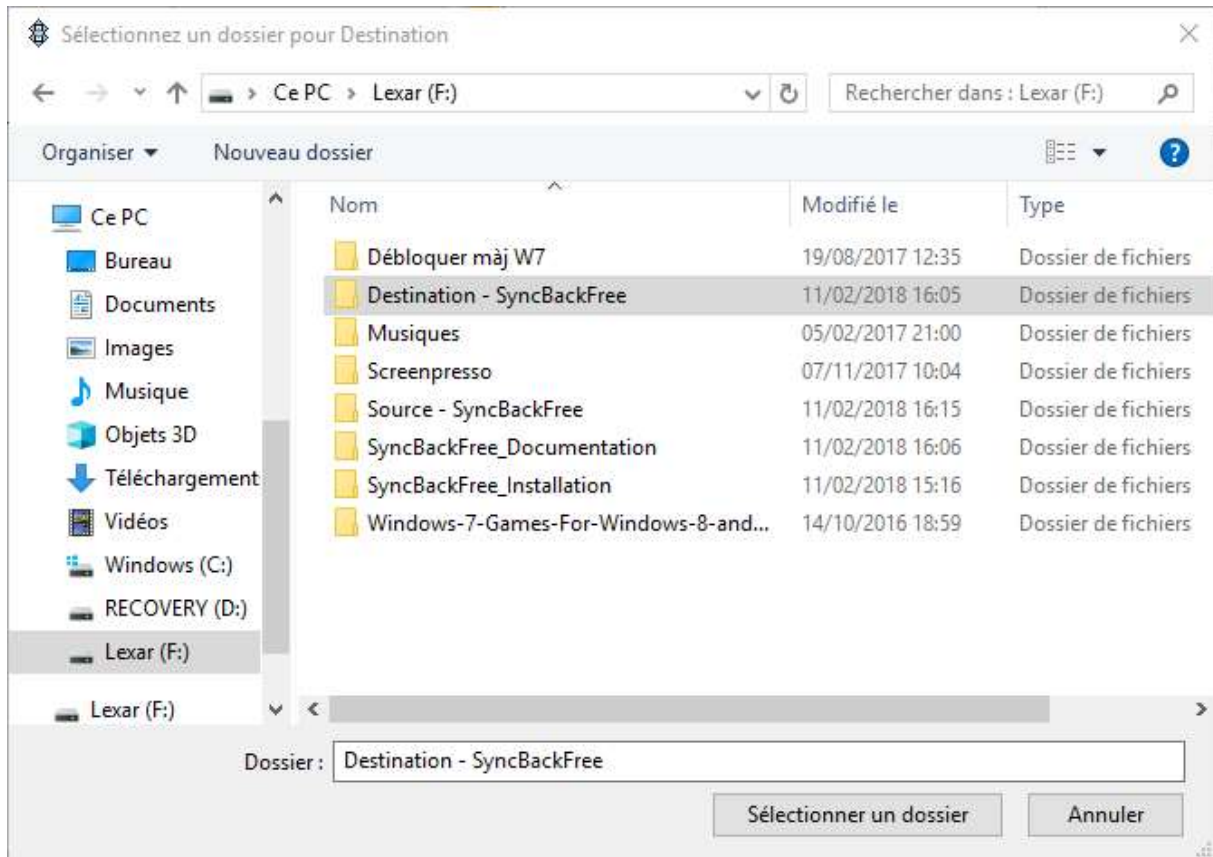 Sélectionnez un dossier pour Destination
Ce PC > Lexar (F:)
Rechercher dans : Lexar (F:)
Organiser
Nouveau dossier
?
Ce PC
Bureau
Documents
Images
Musique
Objets 3D
Téléchargement
Vidéos
Windows (C:)
RECOVERY (D:)
Lexar (F:)
Lexar (F:)
Nom Modifié le Type
Débloquer màj W7 19/08/2017 12:35 Dossier de fichiers
Destination - SyncBackFree 11/02/2018 16:05 Dossier de fichiers
Musiques 05/02/2017 21:00 Dossier de fichiers
Screenpresso 07/11/2017 10:04 Dossier de fichiers
Source - SyncBackFree 11/02/2018 16:15 Dossier de fichiers
SyncBackFree_Documentation 11/02/2018 16:06 Dossier de fichiers
SyncBackFree_Installation 11/02/2018 15:16 Dossier de fichiers
Windows-7-Games-For-Windows-8-and... 14/10/2016 18:59 Dossier de fichiers
Dossier : Destination - SyncBackFree
Sélectionner un dossier
Annuler